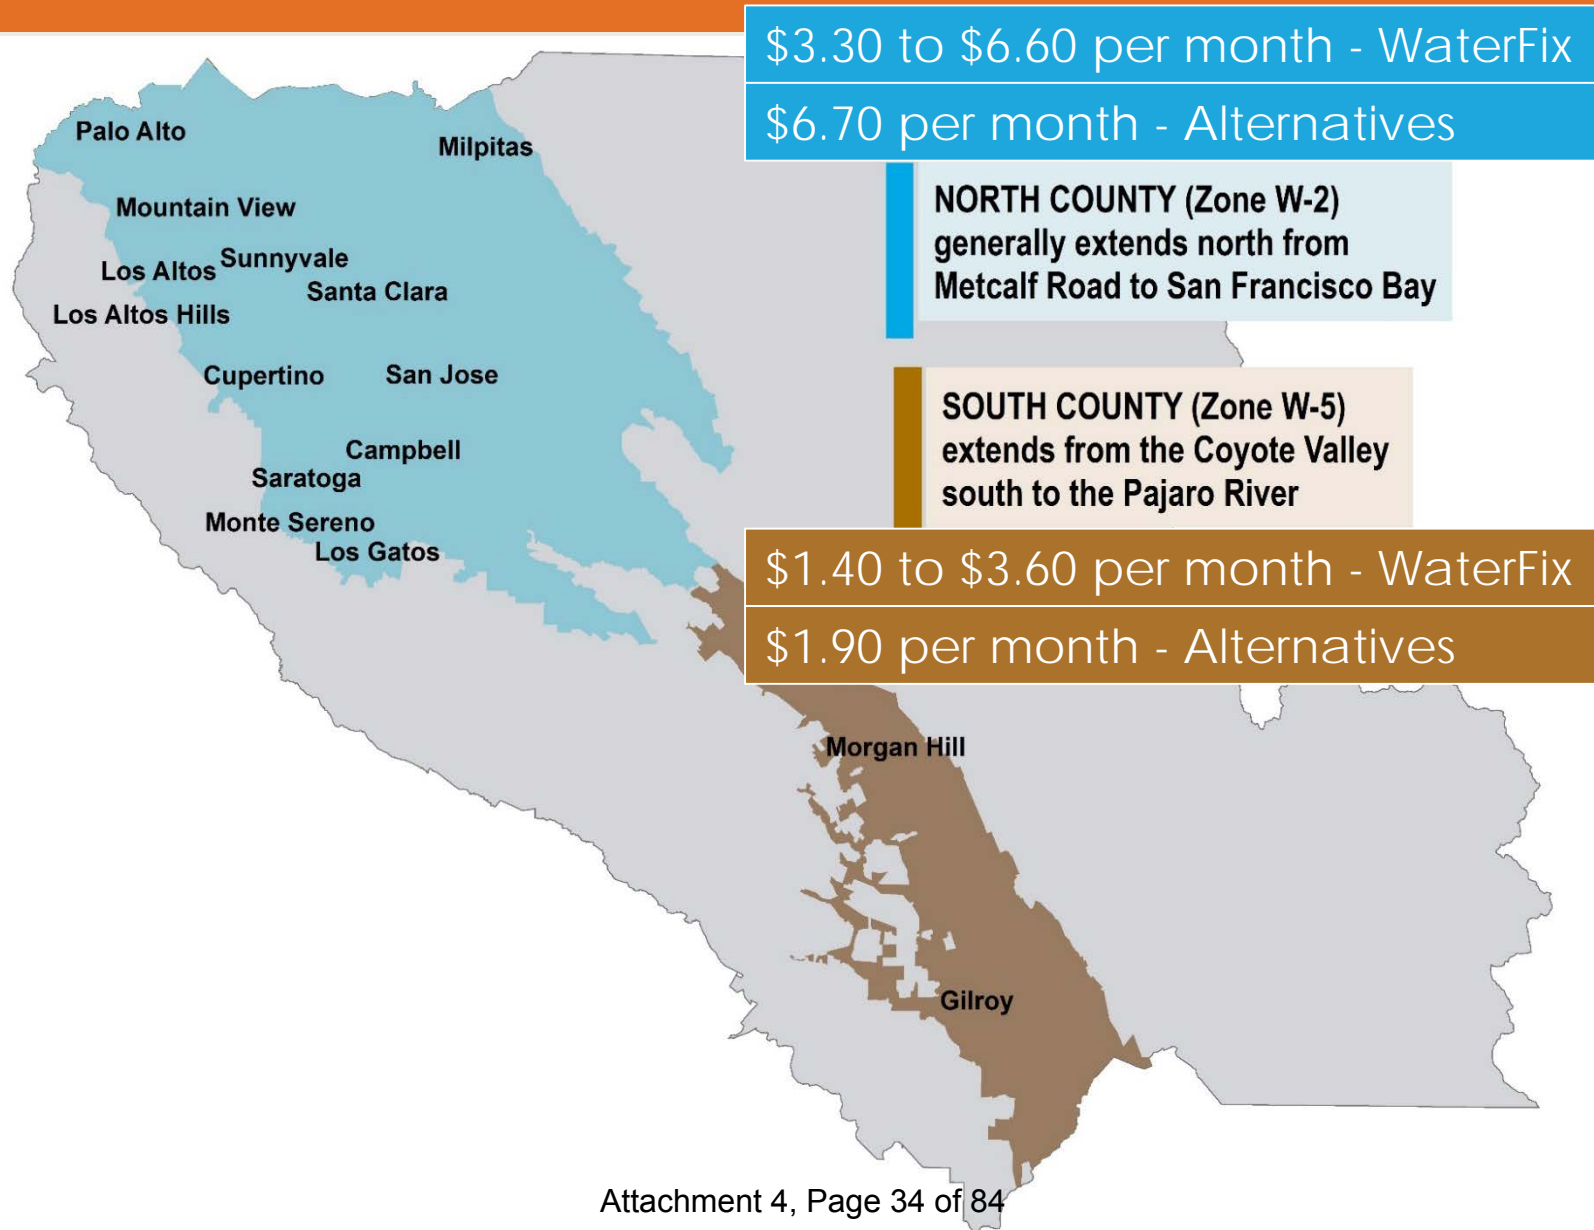 $3.30 to $6.60 per month - WaterFix
$6.70 per month - Alternatives
Palo Alto
Milpitas
Mountain View
Sunnyvale
Los Altos
Santa Clara
Los Altos Hills
Cupertino
San Jose
Campbell
Saratoga
Monte Sereno
Los Gatos
NORTH COUNTY (Zone W-2)
generally extends north from
Metcalf Road to San Francisco Bay
SOUTH COUNTY (Zone W-5)
extends from the Coyote Valley
south to the Pajaro River
$1.40 to $3.60 per month - WaterFix
$1.90 per month - Alternatives
Morgan Hill
Gilroy
Attachment 4, Page 34 of 84